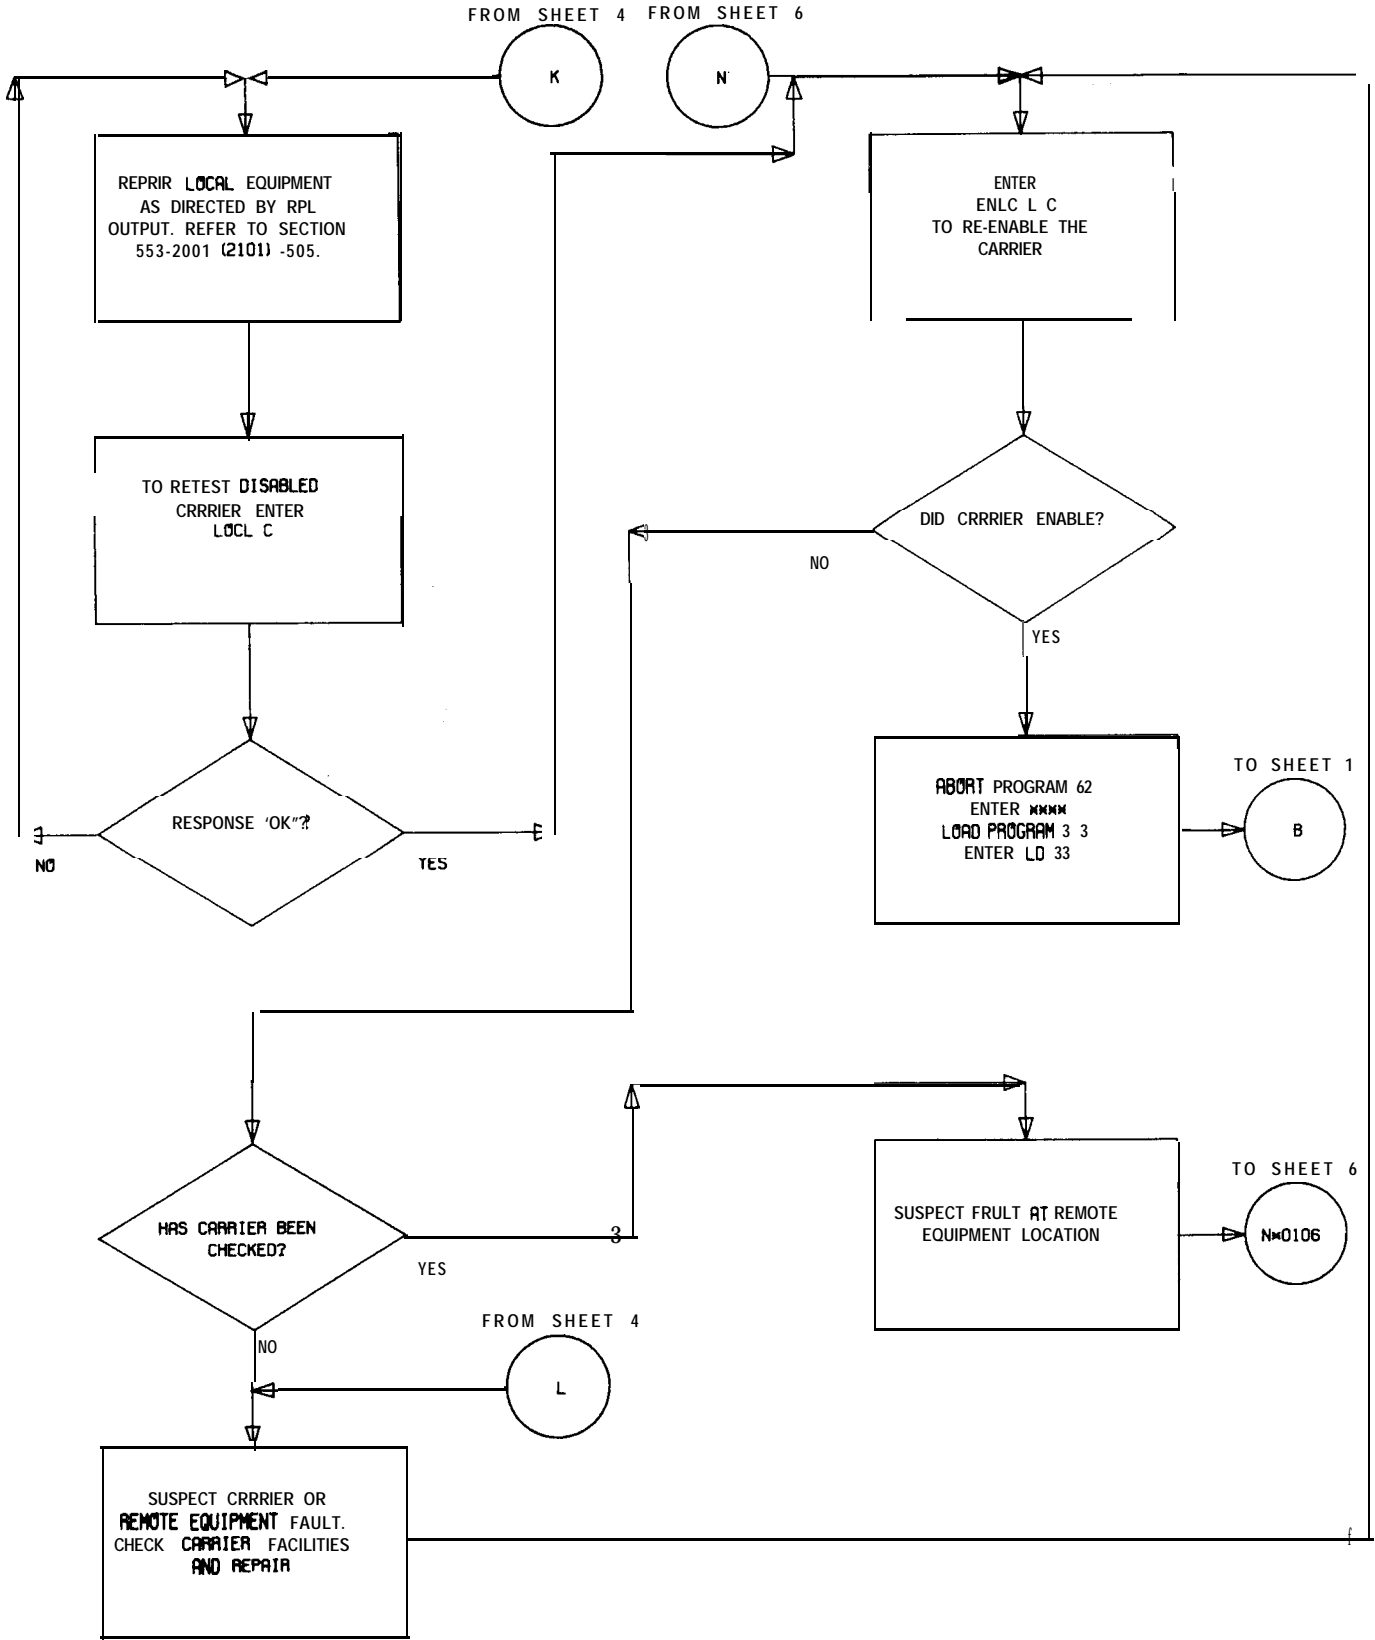 FROM SHEET 4
FROM SHEET 6
K
N
REPRIR LOCAL EQUIPMENT
AS DIRECTED BY RPL
OUTPUT. REFER TO SECTION
553-2001 (2101) -505.
ENTER
ENLC L C
TO RE-ENABLE THE
CARRIER
TO RETEST DISABLED
CRRRIER ENTER
LOCL C
DID CRRRIER ENABLE?
NO
YES
RESPONSE 'OK"?
NO
YES
ABORT PROGRAM 62
ENTER ****
LOAD PROGRAM 3 3
ENTER LD 33
TO SHEET 1
B
HAS CARRIER BEEN
CHECKED?
YES
3
NO
SUSPECT FRULT AT REMOTE
EQUIPMENT LOCATION
TO SHEET 6
N*0106
FROM SHEET 4
L
SUSPECT CRRRIER OR
REMOTE EQUIPMENT FAULT.
CHECK CARRIER FACILITIES
AND REPAIR